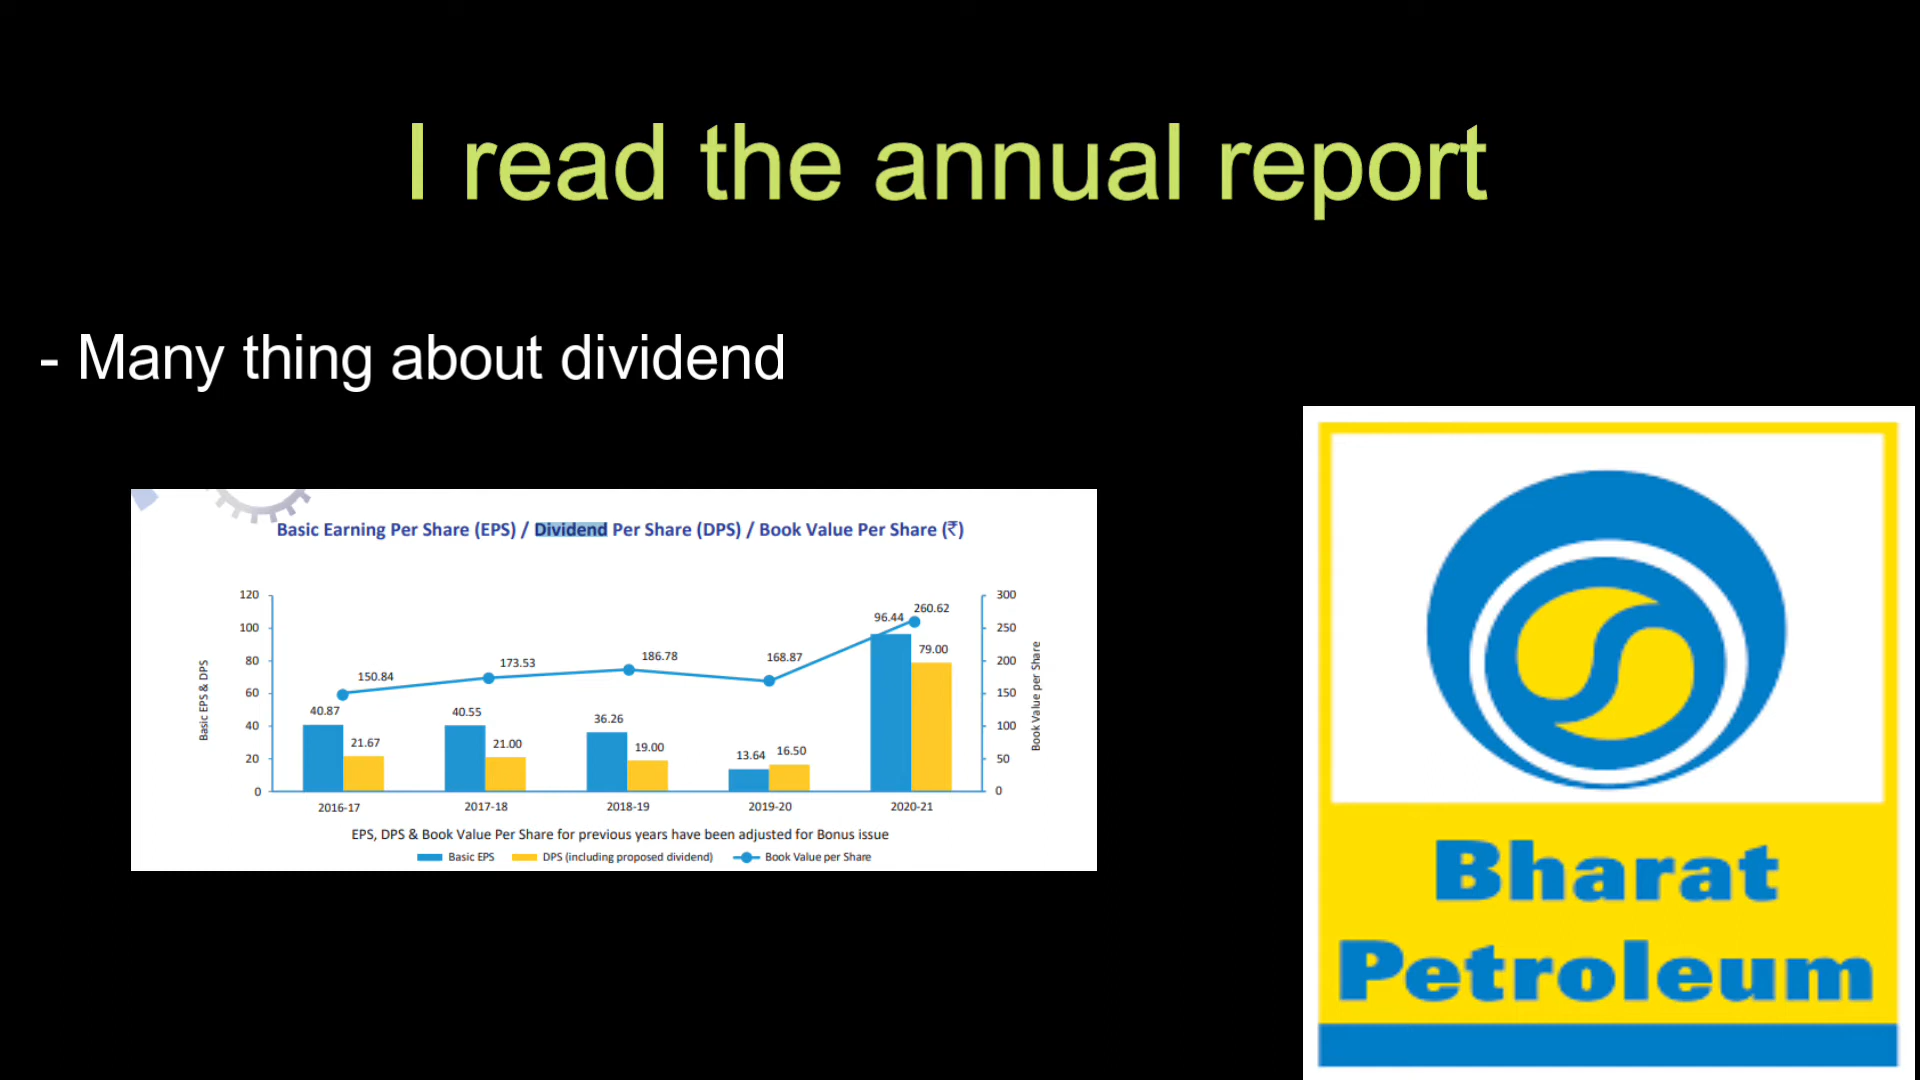 I read the annual report
- Many thing about dividend
Basic Earning Per Share (EPS) / Dividend Per Share (DPS) / Book Value Per Share (₹)
Basic EPS & DPS
120
100
80
60
40
20
0
40.87
21.67
150.84
40.55
21.00
173.53
36.26
19.00
186.78
13.64
16.50
168.87
96.44
79.00
260.62
300
250
200
150
100
50
0
Book Value per Share
2016-17 2017-18 2018-19 2019-20 2020-21
EPS, DPS & Book Value Per Share for previous years have been adjusted for Bonus issue
Basic EPS DPS (including proposed dividend) Book Value per Share
Bharat
Petroleum